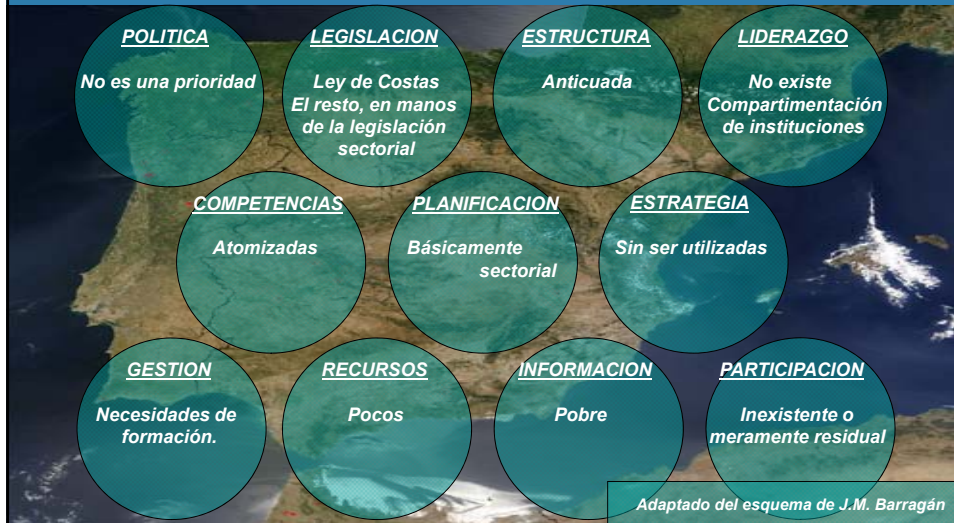 POLITICA
No es una prioridad
LEGISLACION
Ley de Costas
El resto, en manos
de la legislación
sectorial
ESTRUCTURA
Anticuada
LIDERAZGO
No existe
Compartimentación
de instituciones
COMPETENCIAS
Atomizadas
PLANIFICACION
Básicamente
sectorial
ESTRATEGIA
Sin ser utilizadas
GESTION
Necesidades de
formación.
RECURSOS
Pocos
INFORMACION
Pobre
PARTICIPACION
Inexistente o
meramente residual
Adaptado del esquema de J.M. Barragán